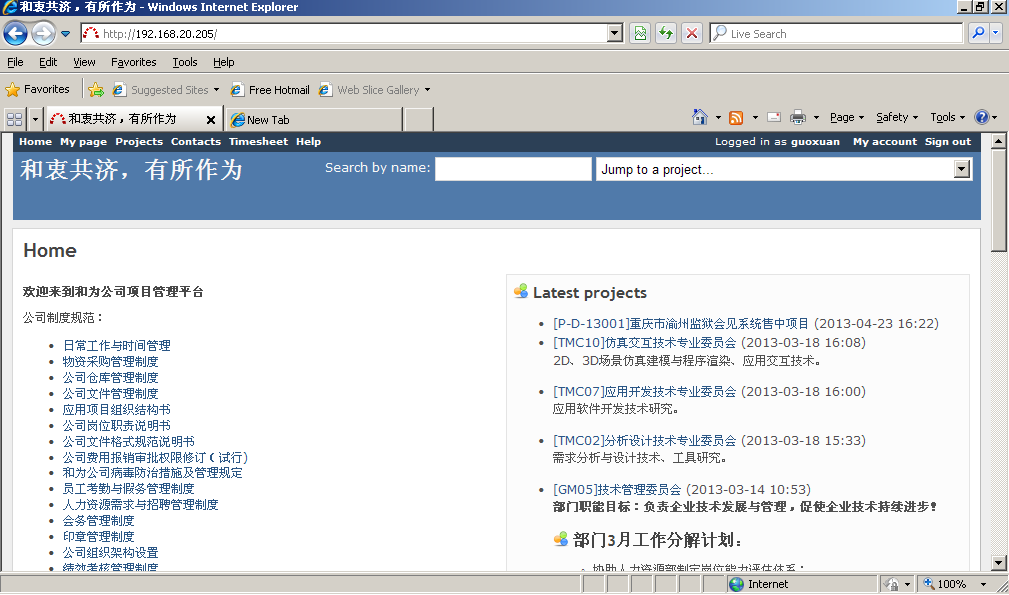 和衷共济，有所作为 - Windows Internet Explorer
http://192.168.20.205/
Live Search
File Edit View Favorites Tools Help
Favorites Suggested Sites Free Hotmail Web Slice Gallery
和衷共济，有所作为 New Tab Page Safety Tools
Home My page Projects Contacts Timesheet Help Logged in as guoxuan My account Sign out
和衷共济，有所作为 Search by name: Jump to a project...
Home
欢迎来到和为公司项目管理平台
公司制度规范：
日常工作与时间管理
物资采购管理制度
公司仓库管理制度
公司文件管理制度
应用项目组织结构书
公司岗位职责说明书
公司文件格式规范说明书
公司费用报销审批权限修订（试行）
和为公司病毒防治措施及管理规定
员工考勤与假务管理制度
人力资源需求与招聘管理制度
会务管理制度
印章管理制度
公司组织架构设置
绩效考核管理制度
Latest projects
[P-D-13001]重庆市渝州监狱会见系统售中项目 (2013-04-23 16:22)
[TMC10]仿真交互技术专业委员会 (2013-03-18 16:08)
2D、3D场景仿真建模与程序渲染、应用交互技术。
[TMC07]应用开发技术专业委员会 (2013-03-18 16:00)
应用软件开发技术研究。
[TMC02]分析设计技术专业委员会 (2013-03-18 15:33)
需求分析与设计技术、工具研究。
[GM05]技术管理委员会 (2013-03-14 10:53)
部门职能目标：负责企业技术发展与管理，促使企业技术持续进步！
部门3月工作分解计划：
协助人力资源部制定岗位能力评估体系；
Internet 100%